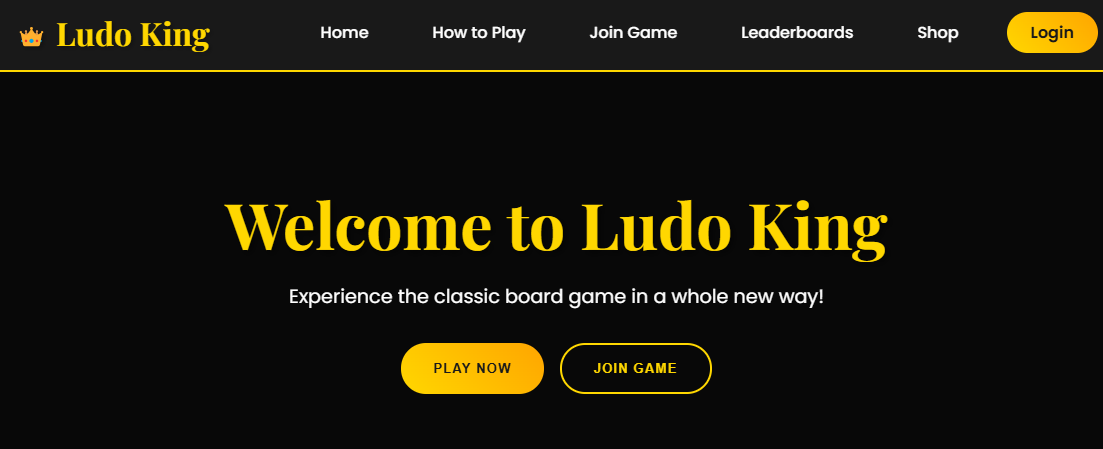 Ludo King
Home How to Play Join Game Leaderboards Shop Login
Welcome to Ludo King
Experience the classic board game in a whole new way!
PLAY NOW JOIN GAME